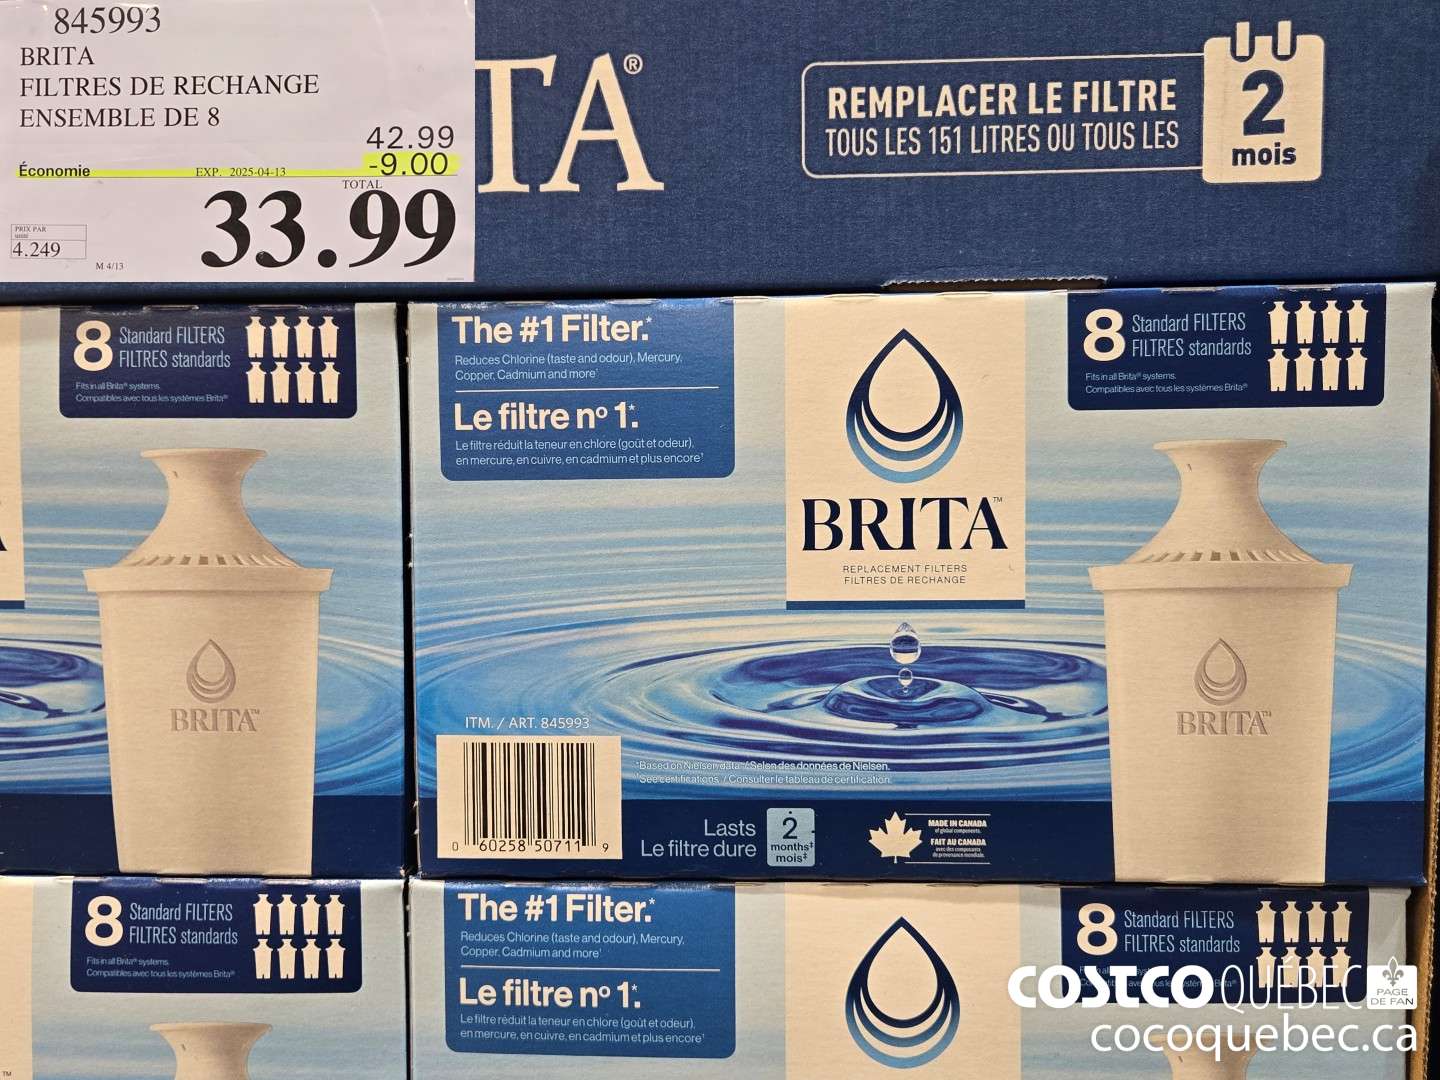 845993
BRITA
FILTRES DE RECHANGE
ENSEMBLE DE 8
42.99
Économie EXP. 2025-04-13 -9.00
TOTAL
33.99
PRIX PAR
unité
4.249
M 4/13
TA®
REMPLACER LE FILTRE
TOUS LES 151 LITRES OU TOUS LES
2
mois
8 Standard FILTERS
FILTRES standards
Fits in all Brita® systems.
Compatibles avec tous les systèmes Brita®
BRITA™
The #1 Filter.*
Reduces Chlorine (taste and odour), Mercury,
Copper, Cadmium and more†
Le filtre nº 1.*
Le filtre réduit la teneur en chlore (goût et odeur),
en mercure, en cuivre, en cadmium et plus encore†
BRITA™
REPLACEMENT FILTERS
FILTRES DE RECHANGE
8 Standard FILTERS
FILTRES standards
Fits in all Brita® systems.
Compatibles avec tous les systèmes Brita®
BRITA™
ITM. / ART. 845993
0 60258 50711 9
*Based on Nielsen data. / Selon des données de Nielsen.
†See certifications. / Consulter le tableau de certification.
Lasts
Le filtre dure
2
months‡
mois‡
MADE IN CANADA
of global components.
FAIT AU CANADA
avec des composants
de provenance mondiale.
8 Standard FILTERS
FILTRES standards
Fits in all Brita® systems.
Compatibles avec tous les systèmes Brita®
The #1 Filter.*
Reduces Chlorine (taste and odour), Mercury,
Copper, Cadmium and more†
Le filtre nº 1.*
Le filtre réduit la teneur en chlore (goût et odeur),
en mercure, en cuivre, en cadmium et plus encore†
8 Standard FILTERS
FILTRES standards
COSTCO QUÉBEC PAGE
DE FAN
cocoquebec.ca